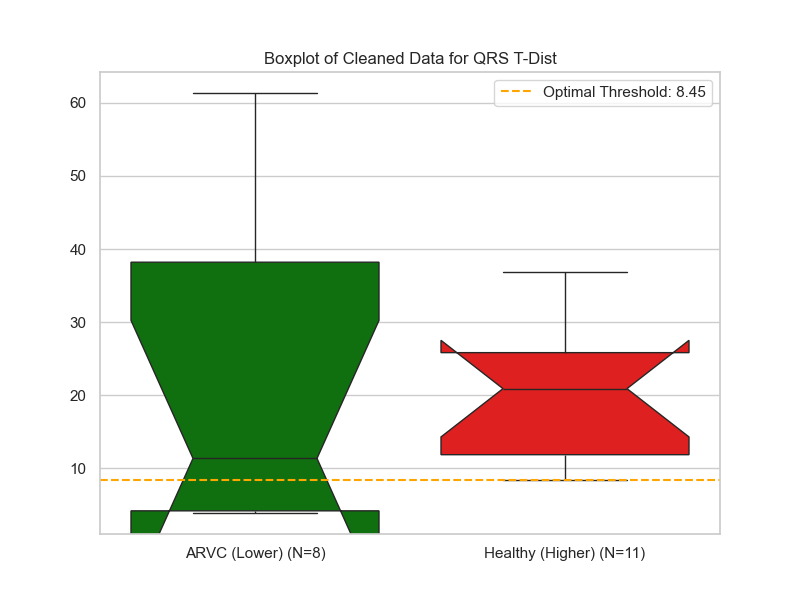 Boxplot of Cleaned Data for QRS T-Dist
Optimal Threshold: 8.45
60
50
40
30
20
10
ARVC (Lower) (N=8)
Healthy (Higher) (N=11)